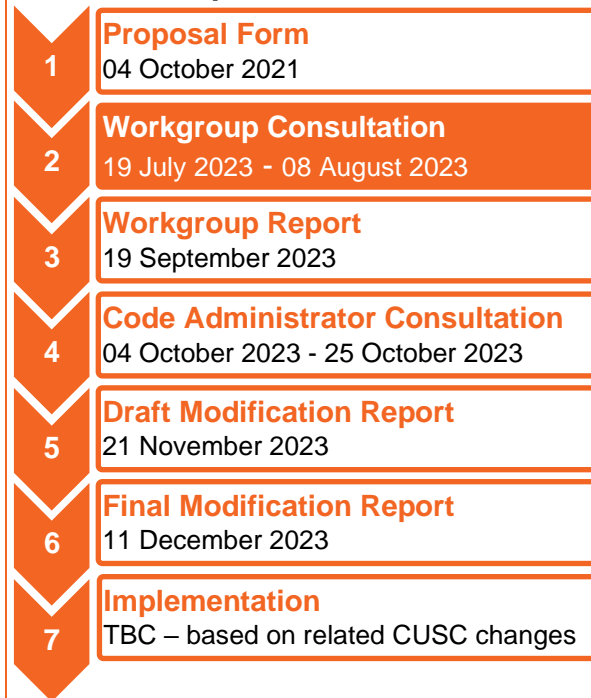 1
Proposal Form
04 October 2021
2
Workgroup Consultation
19 July 2023 - 08 August 2023
3
Workgroup Report
19 September 2023
4
Code Administrator Consultation
04 October 2023 - 25 October 2023
5
Draft Modification Report
21 November 2023
6
Final Modification Report
11 December 2023
7
Implementation
TBC – based on related CUSC changes